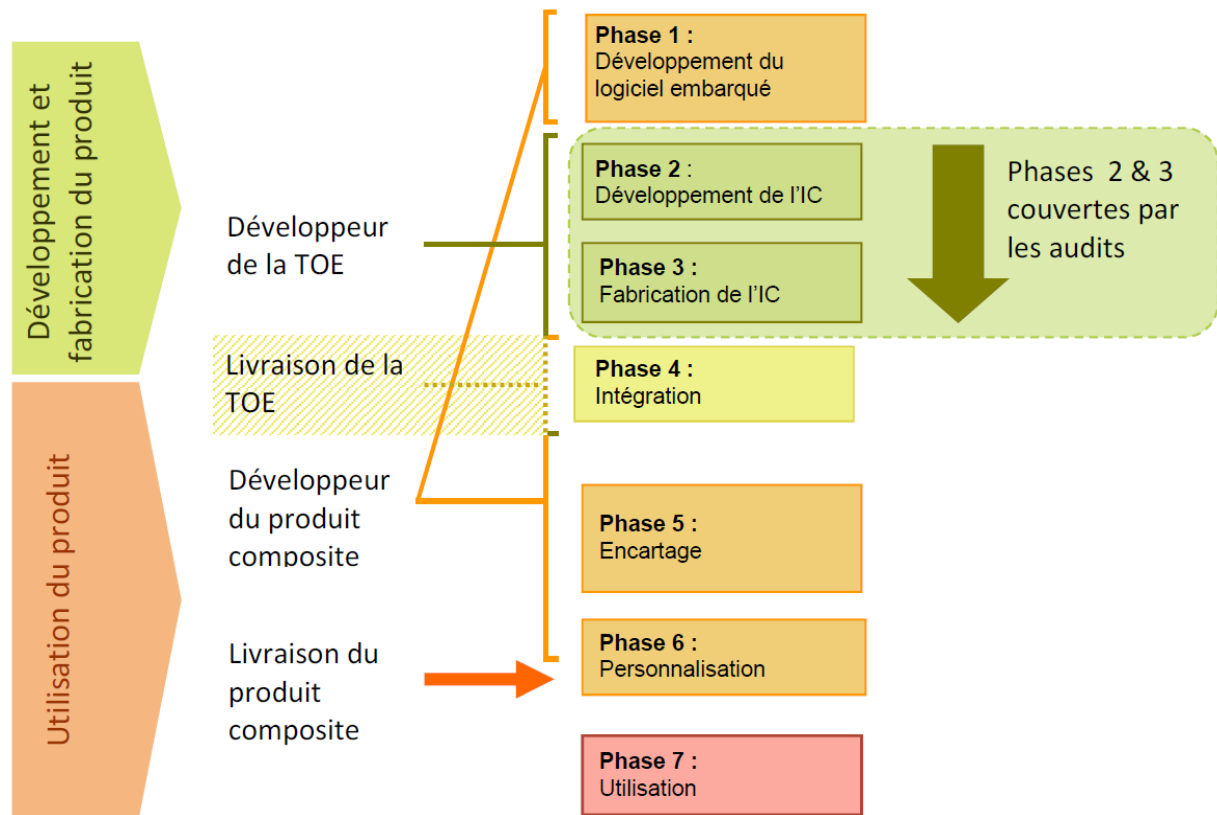 Développement et
fabrication du produit
Utilisation du produit
Développeur
de la TOE
Livraison de la
TOE
Développeur
du produit
composite
Livraison du
produit
composite
Phase 1 :
Développement du
logiciel embarqué
Phase 2 :
Développement de l'IC
Phase 3 :
Fabrication de l'IC
Phases 2 & 3
couvertes par
les audits
Phase 4 :
Intégration
Phase 5 :
Encartage
Phase 6 :
Personnalisation
Phase 7 :
Utilisation